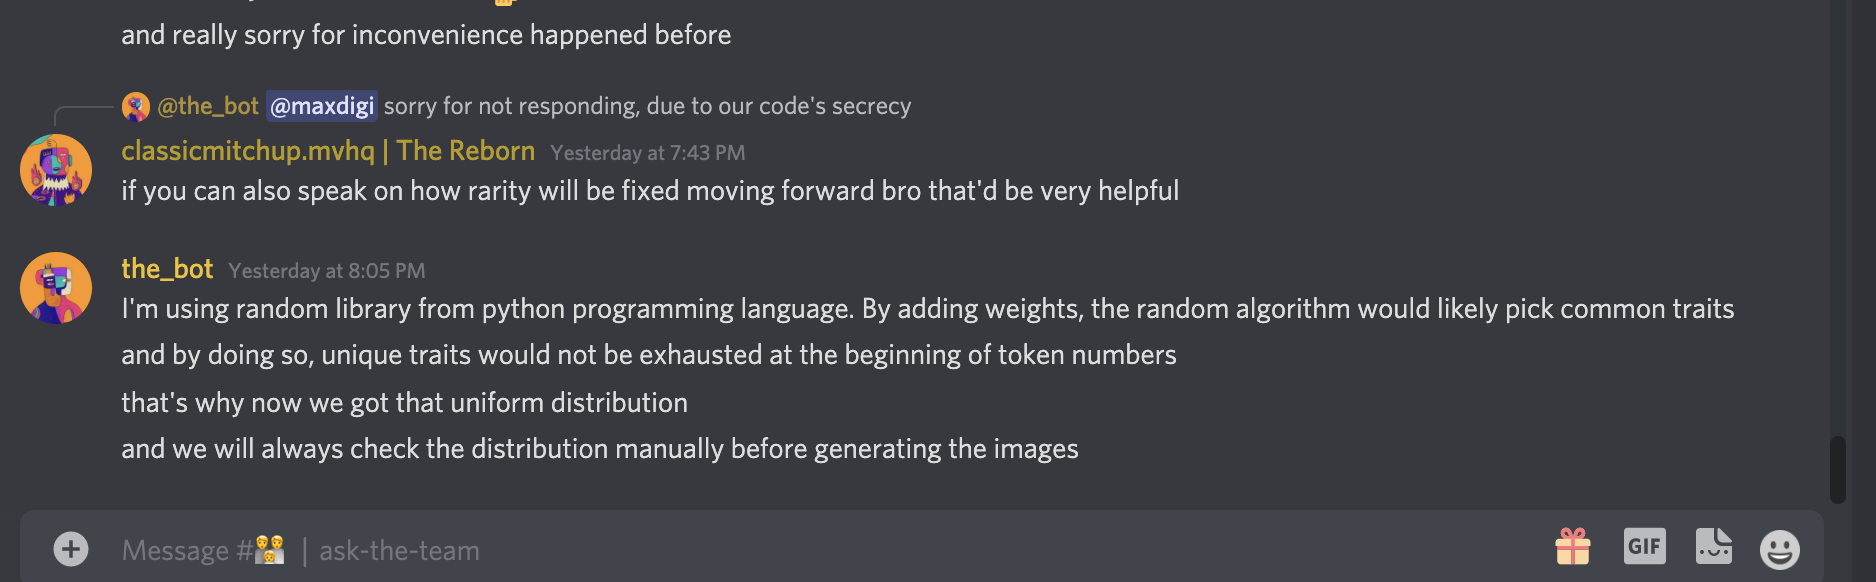 and really sorry for inconvenience happened before
@the_bot @maxdigi sorry for not responding, due to our code's secrecy
classicmitchup.mvhq | The Reborn Yesterday at 7:43 PM
if you can also speak on how rarity will be fixed moving forward bro that'd be very helpful
the_bot Yesterday at 8:05 PM
I'm using random library from python programming language. By adding weights, the random algorithm would likely pick common traits
and by doing so, unique traits would not be exhausted at the beginning of token numbers
that's why now we got that uniform distribution
and we will always check the distribution manually before generating the images
Message #👨‍👩‍👦 | ask-the-team
GIF